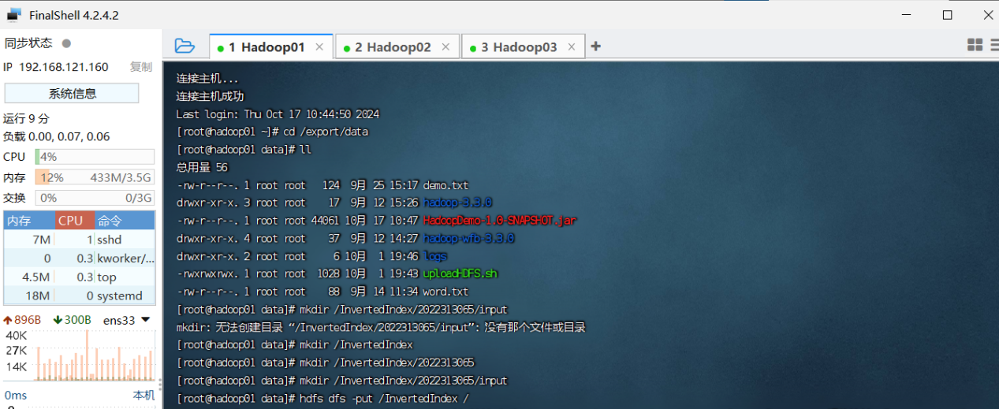 FinalShell 4.2.4.2
同步状态
IP 192.168.121.160 复制
系统信息
运行 9 分
负载 0.00, 0.07, 0.06
CPU 4%
内存 12% 433M/3.5G
交换 0% 0/3G
内存 CPU 命令
7M 1 sshd
0 0.3 kworker/...
4.5M 0.3 top
18M 0 systemd
896B 300B ens33
40K
27K
14K
0ms 本机
1 Hadoop01
2 Hadoop02
3 Hadoop03
连接主机...
连接主机成功
Last login: Thu Oct 17 10:44:50 2024
[root@hadoop01 ~]# cd /export/data
[root@hadoop01 data]# ll
总用量 56
-rw-r--r--. 1 root root 124 9月 25 15:17 demo.txt
drwxr-xr-x. 3 root root 17 9月 12 15:26 hadoop-3.3.0
-rw-r--r--. 1 root root 44061 10月 17 10:47 HadoopDemo-1.0-SNAPSHOT.jar
drwxr-xr-x. 4 root root 37 9月 12 14:27 hadoop-wfb-3.3.0
drwxr-xr-x. 2 root root 6 10月 1 19:46 logs
-rwxrwxrwx. 1 root root 1028 10月 1 19:43 uploadHDFS.sh
-rw-r--r--. 1 root root 88 9月 14 11:34 word.txt
[root@hadoop01 data]# mkdir /InvertedIndex/2022313065/input
mkdir: 无法创建目录 “/InvertedIndex/2022313065/input”: 没有那个文件或目录
[root@hadoop01 data]# mkdir /InvertedIndex
[root@hadoop01 data]# mkdir /InvertedIndex/2022313065
[root@hadoop01 data]# mkdir /InvertedIndex/2022313065/input
[root@hadoop01 data]# hdfs dfs -put /InvertedIndex /